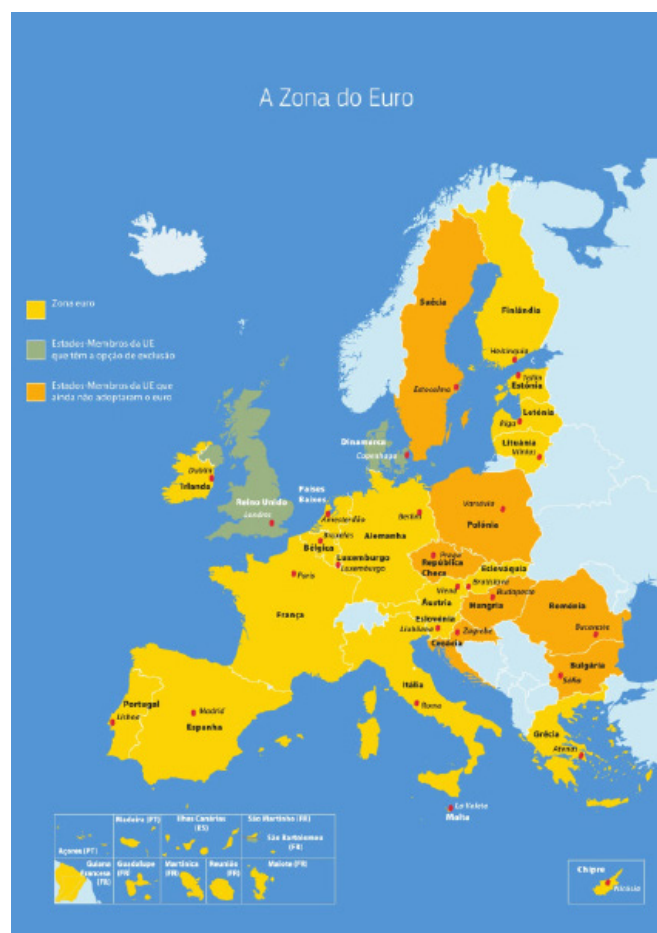 A Zona do Euro
Zona euro
Estados-Membros da UE
que têm a opção de exclusão
Estados-Membros da UE que
ainda não adoptaram o euro
Suécia
Finlândia
Helsínquia
Estocolmo
Talin
Estónia
Letónia
Riga
Lituânia
Vilnius
Dinamarca
Copenhaga
Dublin
Irlanda
Reino Unido
Londres
Países
Baixos
Amesterdão
Berlim
Alemanha
Varsóvia
Polónia
Bruxelas
Bélgica
Luxemburgo
Luxemburgo
Praga
República
Checa
Eslováquia
Bratislava
Paris
França
Viena
Áustria
Budapeste
Hungria
Roménia
Bucareste
Eslovénia
Liubliana
Zagrebe
Croácia
Bulgária
Sófia
Itália
Roma
Portugal
Lisboa
Madrid
Espanha
Grécia
Atenas
La Valeta
Malta
Açores (PT)
Madeira (PT)
Ilhas Canárias
(ES)
São Martinho (FR)
São Bartolomeu
(FR)
Guiana
Francesa
(FR)
Guadalupe
(FR)
Martinica
(FR)
Reunião
(FR)
Maiote (FR)
Chipre
Nicósia